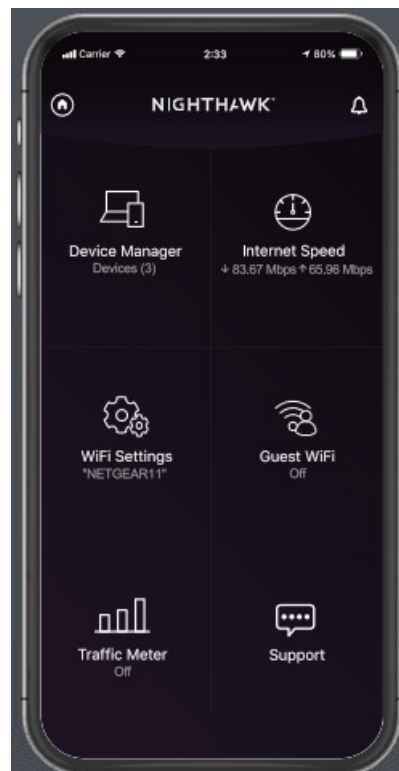 Carrier 2:33 80%
NIGHTHAWK
Device Manager
Devices (3)
Internet Speed
↓ 83.67 Mbps ↑ 65.96 Mbps
WiFi Settings
"NETGEAR11"
Guest WiFi
Off
Traffic Meter
Off
Support